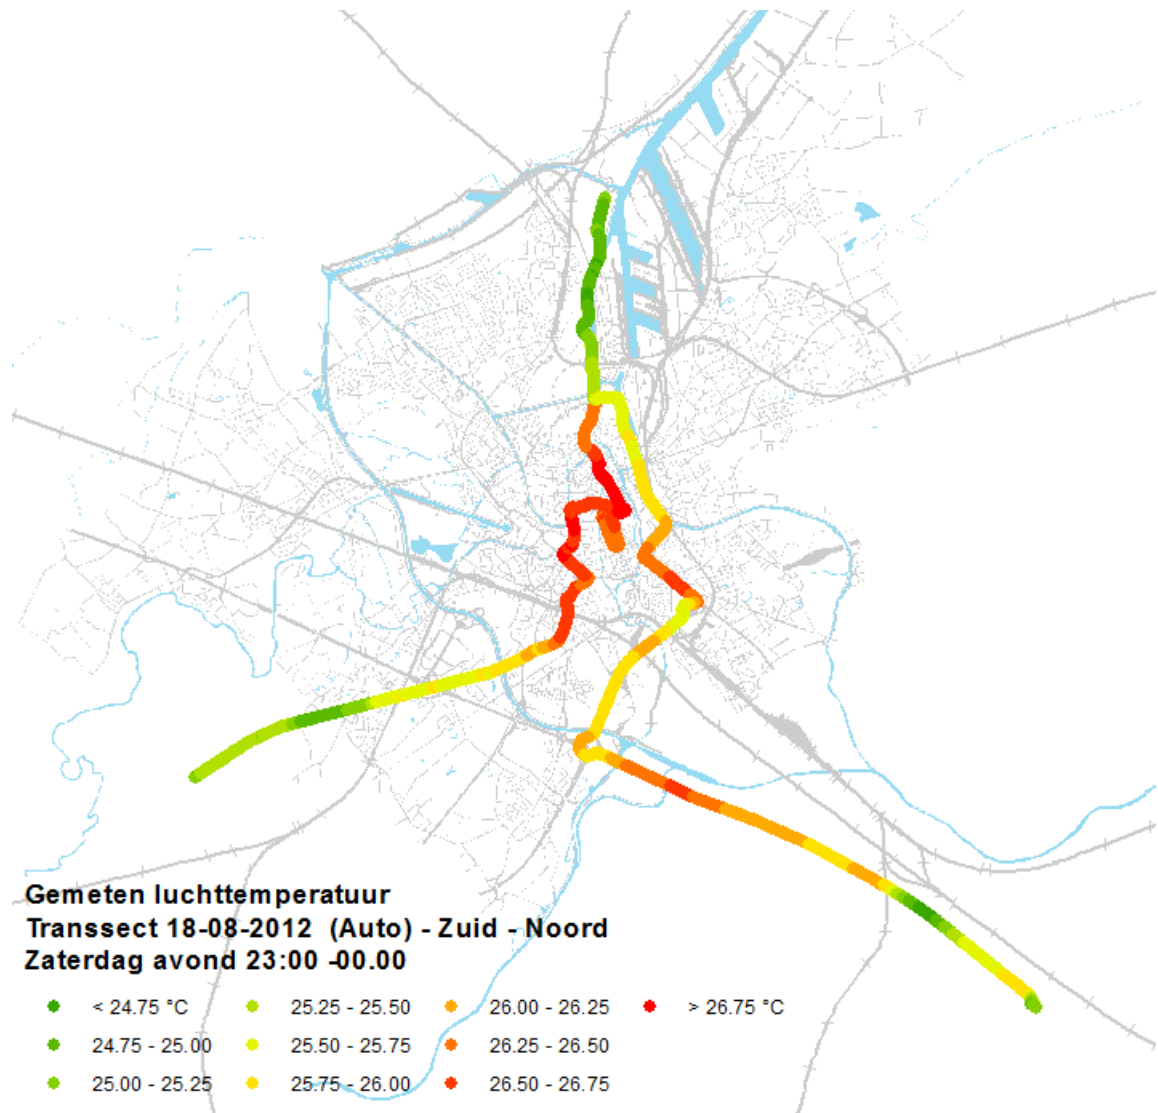 Gemeten luchttemperatuur
Transsect 18-08-2012 (Auto) - Zuid - Noord
Zaterdag avond 23:00 -00.00
< 24.75 °C 25.25 - 25.50 26.00 - 26.25 > 26.75 °C
24.75 - 25.00 25.50 - 25.75 26.25 - 26.50
25.00 - 25.25 25.75 - 26.00 26.50 - 26.75